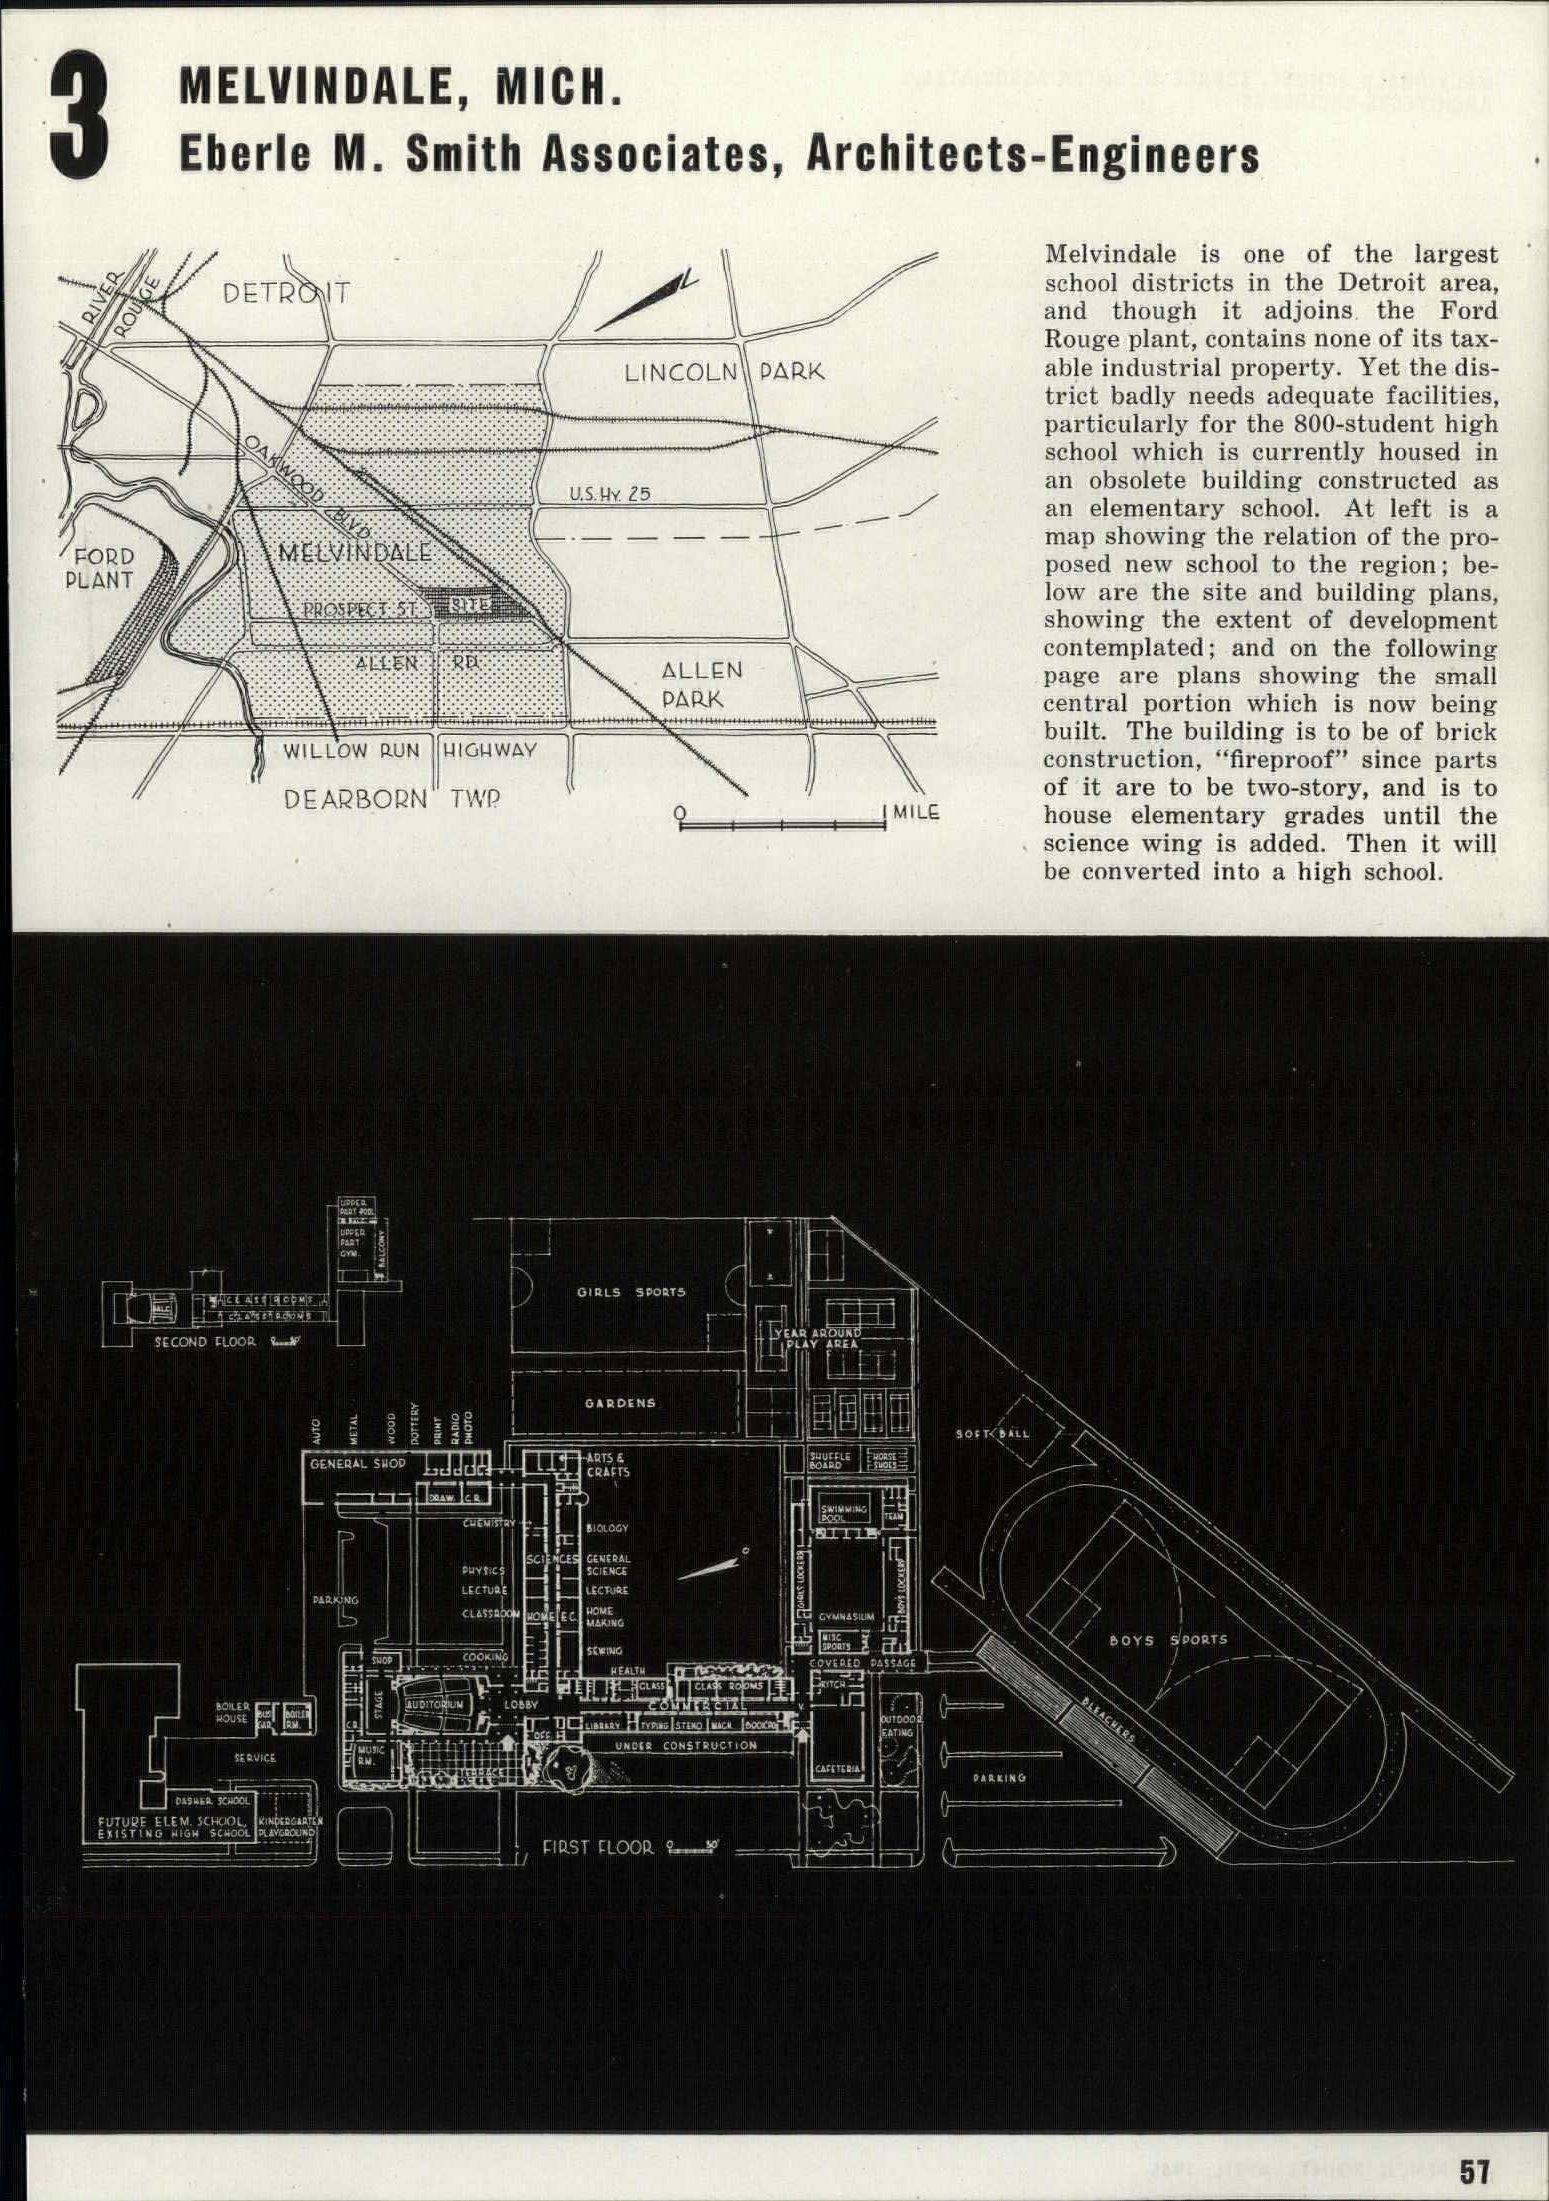 3
MELVINDALE, MICH.
Eberle M. Smith Associates, Architects-Engineers
RIVER
ROUGE
DETROIT
LINCOLN PARK
OAKWOOD BLVD.
U.S. Hy. 25
FORD
PLANT
MELVINDALE
PROSPECT ST.
SITE
ALLEN RD.
ALLEN
PARK
WILLOW RUN HIGHWAY
DEARBORN TWP.
0 1 MILE
Melvindale is one of the largest
school districts in the Detroit area,
and though it adjoins the Ford
Rouge plant, contains none of its tax-
able industrial property. Yet the dis-
trict badly needs adequate facilities,
particularly for the 800-student high
school which is currently housed in
an obsolete building constructed as
an elementary school. At left is a
map showing the relation of the pro-
posed new school to the region; be-
low are the site and building plans,
showing the extent of development
contemplated; and on the following
page are plans showing the small
central portion which is now being
built. The building is to be of brick
construction, "fireproof" since parts
of it are to be two-story, and is to
house elementary grades until the
science wing is added. Then it will
be converted into a high school.
UPPER
PART POOL
BALC.
UPPER
PART
GYM.
BALCONY
BALC.
CLASSROOMS
CLASSROOMS
SECOND FLOOR
GIRLS SPORTS
YEAR AROUND
PLAY AREA
GARDENS
SOFT BALL
AUTO
METAL
WOOD
POTTERY
PRINT
RADIO
PHOTO
GENERAL SHOP
DRAW.
C.R.
ARTS &
CRAFTS
SHUFFLE
BOARD
HORSE
SHOES
SWIMMING
POOL
TEAM
CHEMISTRY
BIOLOGY
SCIENCES
GENERAL
SCIENCE
PHYSICS
LECTURE
LECTURE
CLASSROOM
HOME EC.
HOME
MAKING
GIRLS LOCKERS
BOYS LOCKERS
GYMNASIUM
MISC
SPORTS
PARKING
SEWING
COOKING
COVERED PASSAGE
BOYS SPORTS
BLEACHERS
SHOP
STAGE
AUDITORIUM
LOBBY
HEALTH
CLASS
CLASS ROOMS
COMMERCIAL
KITCH.
C.R.
OFF.
LIBRARY
TYPING
STENO
MACH.
BOOKPG
UNDER CONSTRUCTION
OUTDOOR
EATING
BOILER
HOUSE
BUS
GAR.
BOILER
RM.
MUSIC
RM.
TERRACE
CAFETERIA
SERVICE
PARKING
DASHER SCHOOL
FUTURE ELEM. SCHOOL,
EXISTING HIGH SCHOOL
KINDERGARTEN
PLAYGROUND
FIRST FLOOR 0 50'
57